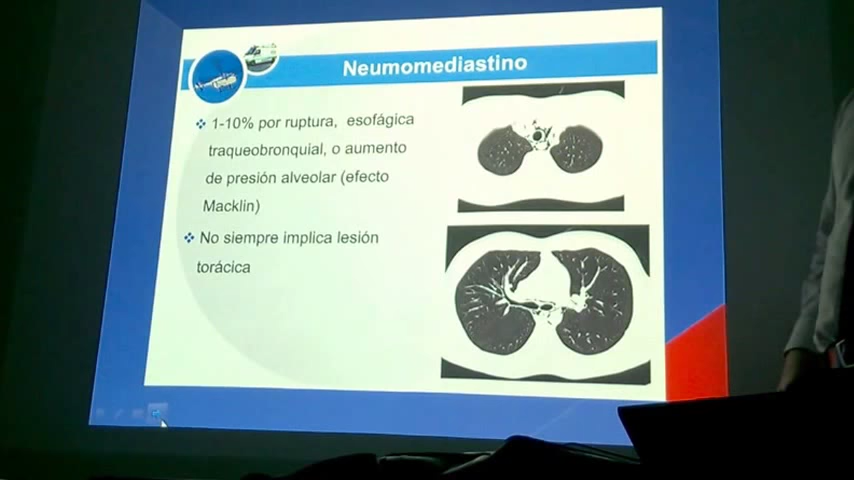 Neumomediastino
1-10% por ruptura, esofágica
traqueobronquial, o aumento
de presión alveolar (efecto
Macklin)
No siempre implica lesión
torácica